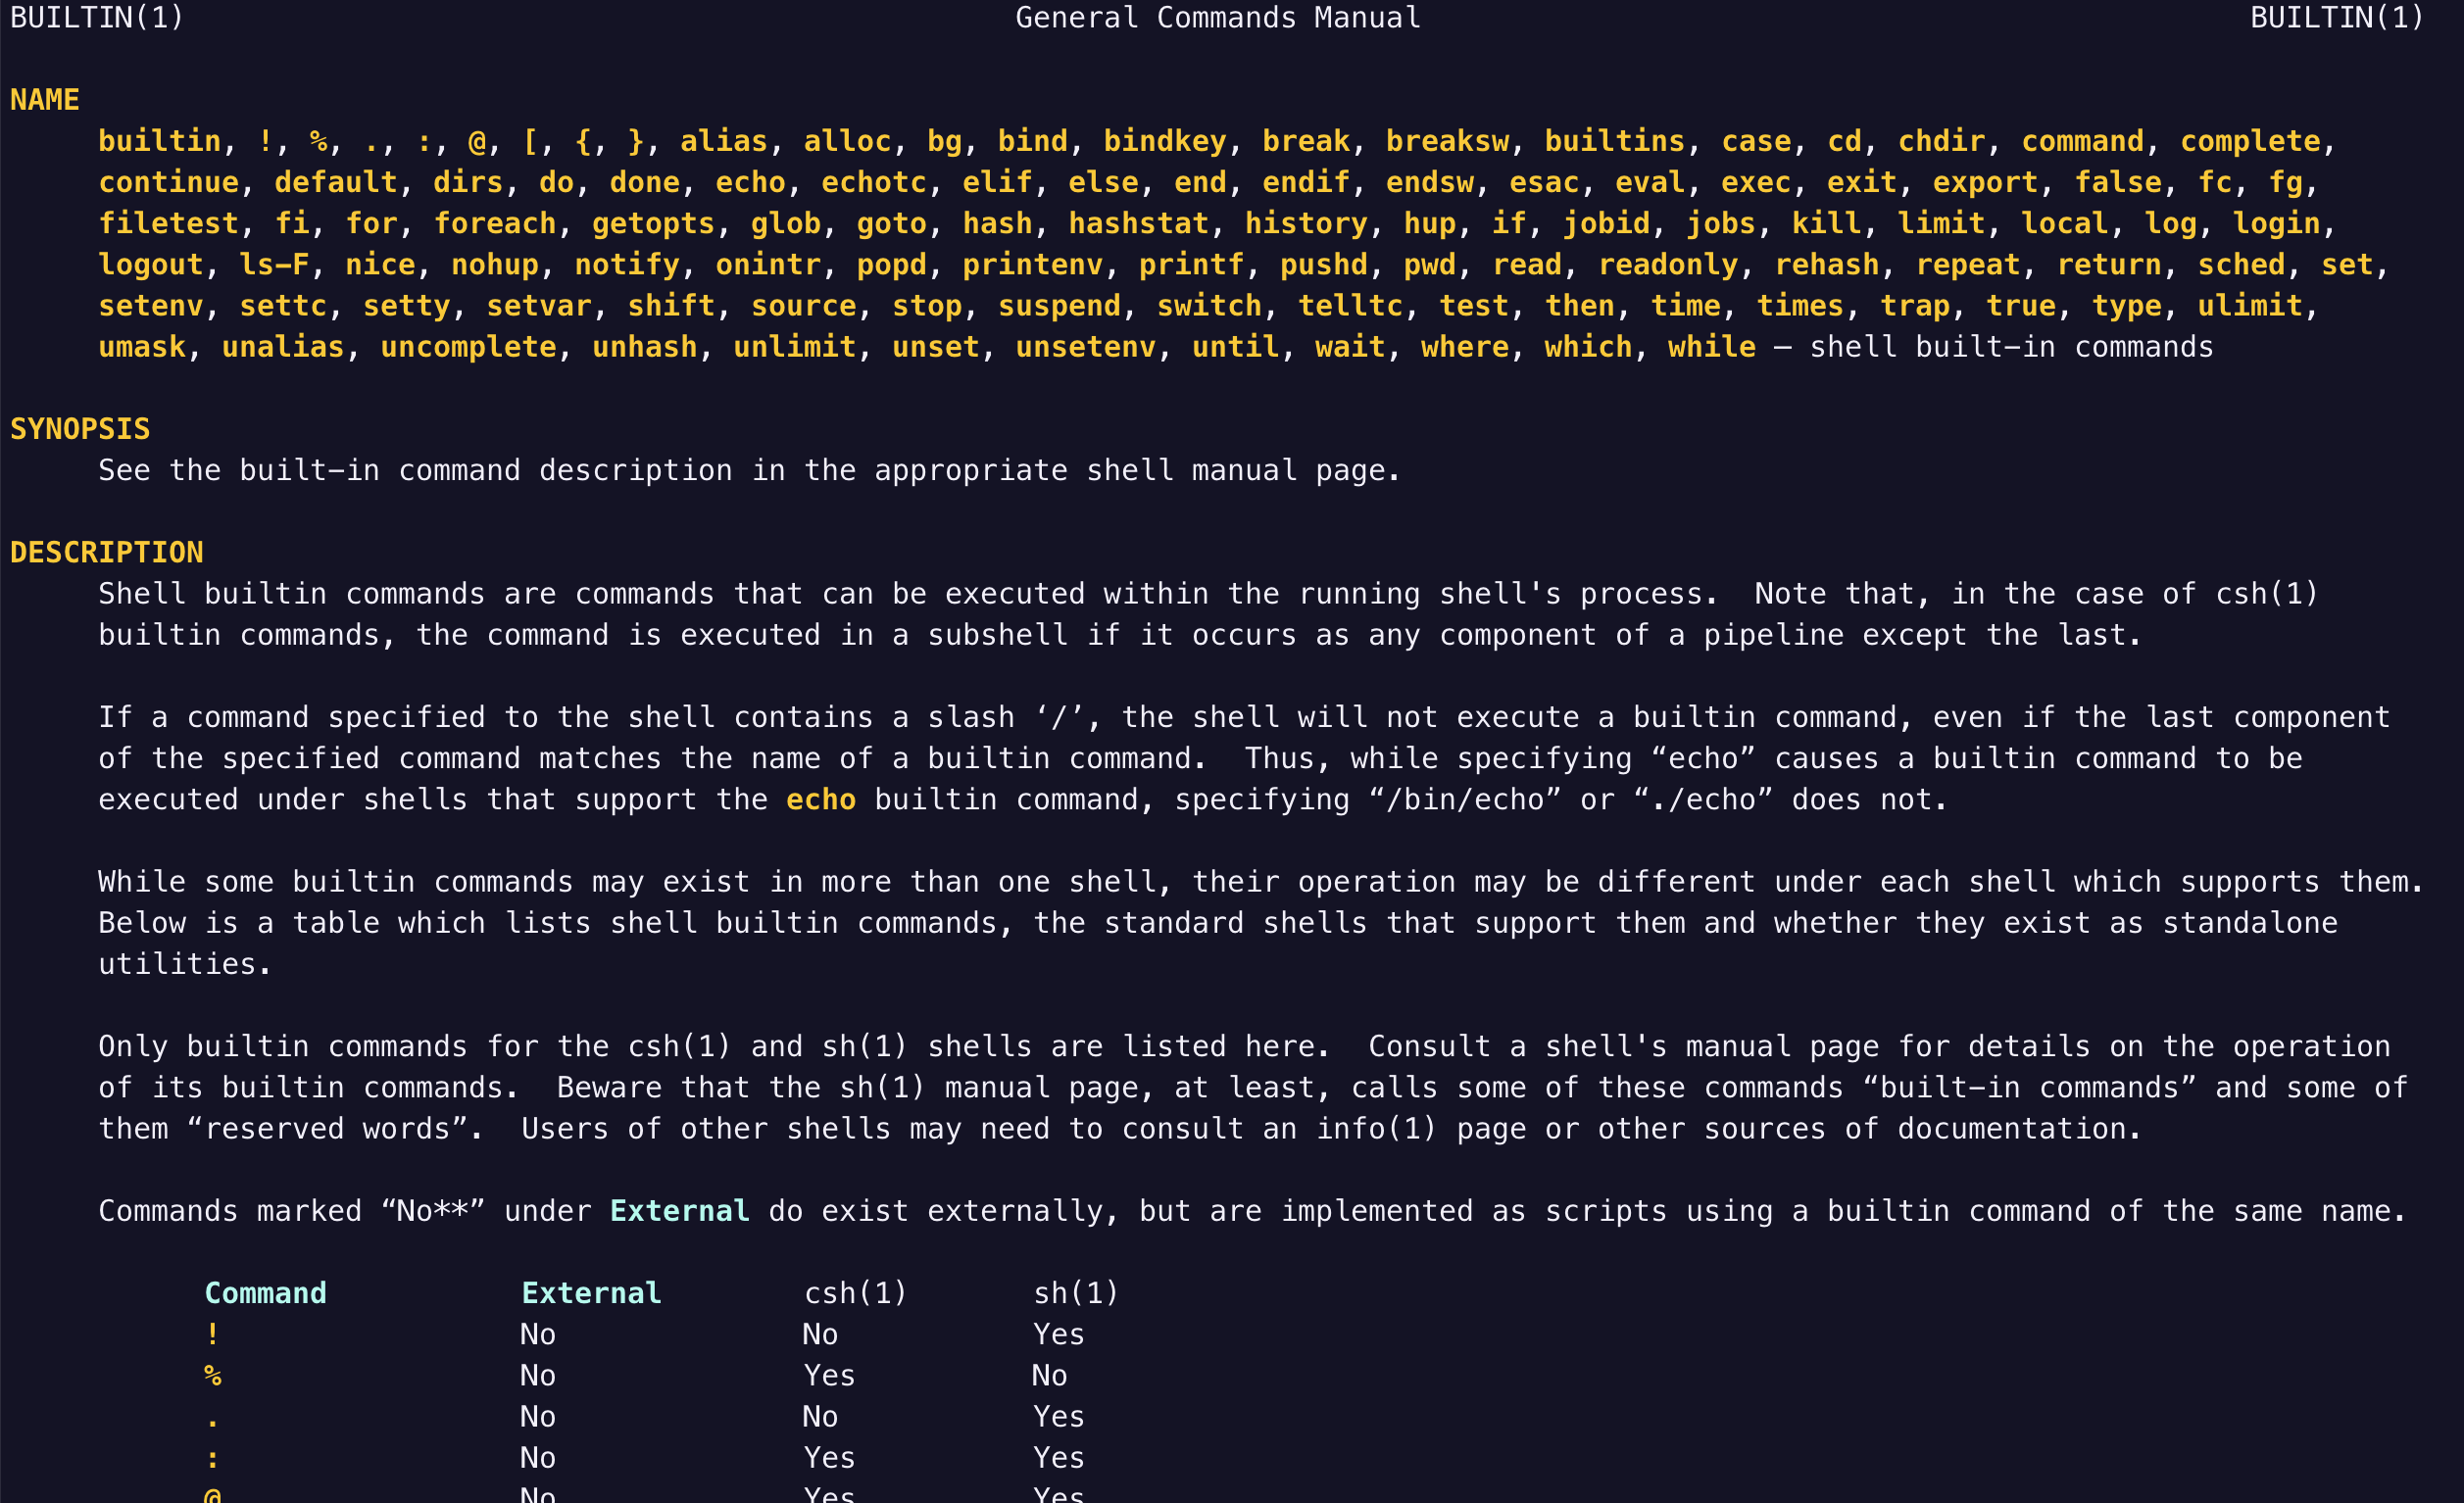 BUILTIN(1) General Commands Manual BUILTIN(1)
NAME
builtin, !, %, ., :, @, [, {, }, alias, alloc, bg, bind, bindkey, break, breaksw, builtins, case, cd, chdir, command, complete,
continue, default, dirs, do, done, echo, echotc, elif, else, end, endif, endsw, esac, eval, exec, exit, export, false, fc, fg,
filetest, fi, for, foreach, getopts, glob, goto, hash, hashstat, history, hup, if, jobid, jobs, kill, limit, local, log, login,
logout, ls−F, nice, nohup, notify, onintr, popd, printenv, printf, pushd, pwd, read, readonly, rehash, repeat, return, sched, set,
setenv, settc, setty, setvar, shift, source, stop, suspend, switch, telltc, test, then, time, times, trap, true, type, ulimit,
umask, unalias, uncomplete, unhash, unlimit, unset, unsetenv, until, wait, where, which, while – shell built−in commands
SYNOPSIS
See the built−in command description in the appropriate shell manual page.
DESCRIPTION
Shell builtin commands are commands that can be executed within the running shell's process.  Note that, in the case of csh(1)
builtin commands, the command is executed in a subshell if it occurs as any component of a pipeline except the last.
If a command specified to the shell contains a slash ‘/’, the shell will not execute a builtin command, even if the last component
of the specified command matches the name of a builtin command.  Thus, while specifying “echo” causes a builtin command to be
executed under shells that support the echo builtin command, specifying “/bin/echo” or “./echo” does not.
While some builtin commands may exist in more than one shell, their operation may be different under each shell which supports them.
Below is a table which lists shell builtin commands, the standard shells that support them and whether they exist as standalone
utilities.
Only builtin commands for the csh(1) and sh(1) shells are listed here.  Consult a shell's manual page for details on the operation
of its builtin commands.  Beware that the sh(1) manual page, at least, calls some of these commands “built−in commands” and some of
them “reserved words”.  Users of other shells may need to consult an info(1) page or other sources of documentation.
Commands marked “No**” under External do exist externally, but are implemented as scripts using a builtin command of the same name.
Command External csh(1) sh(1)
! No No Yes
% No Yes No
. No No Yes
: No Yes Yes
@ No Yes Yes